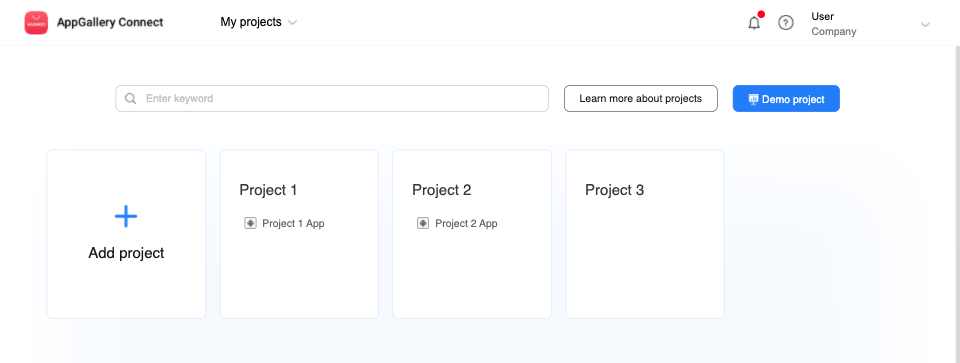 HUAWEI
AppGallery Connect
My projects
User
Company
Enter keyword
Learn more about projects
Demo project
Add project
Project 1
Project 1 App
Project 2
Project 2 App
Project 3